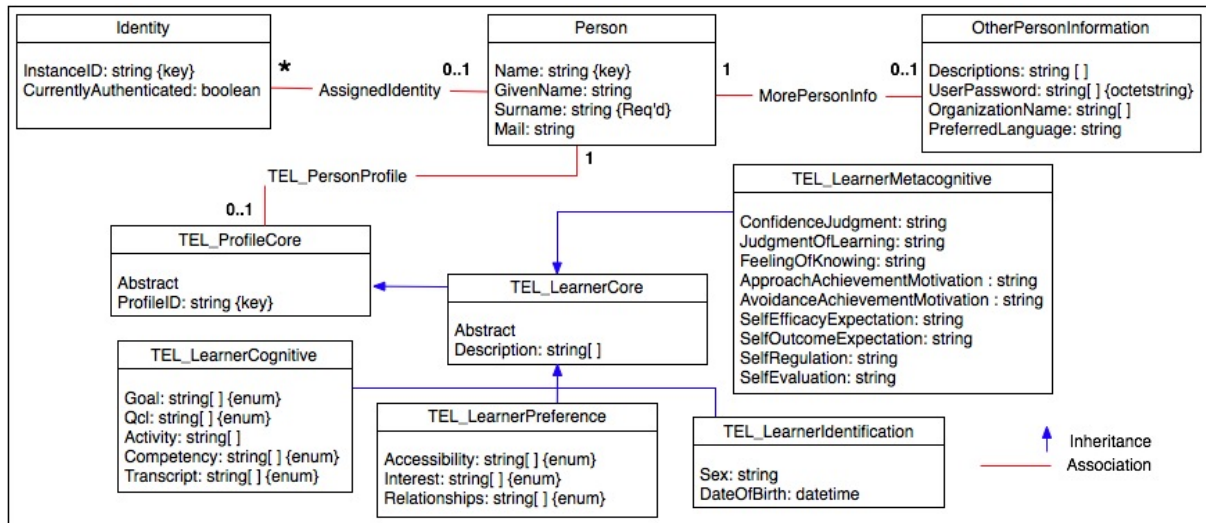 Identity
InstanceID: string {key}
CurrentlyAuthenticated: boolean
*
AssignedIdentity
0..1
Person
Name: string {key}
GivenName: string
Surname: string {Req'd}
Mail: string
1
MorePersonInfo
0..1
OtherPersonInformation
Descriptions: string [ ]
UserPassword: string[ ] {octetstring}
OrganizationName: string[ ]
PreferredLanguage: string
1
TEL_PersonProfile
0..1
TEL_ProfileCore
Abstract
ProfileID: string {key}
TEL_LearnerCore
Abstract
Description: string[ ]
TEL_LearnerMetacognitive
ConfidenceJudgment: string
JudgmentOfLearning: string
FeelingOfKnowing: string
ApproachAchievementMotivation : string
AvoidanceAchievementMotivation : string
SelfEfficacyExpectation: string
SelfOutcomeExpectation: string
SelfRegulation: string
SelfEvaluation: string
TEL_LearnerCognitive
Goal: string[ ] {enum}
Qcl: string[ ] {enum}
Activity: string[ ]
Competency: string[ ] {enum}
Transcript: string[ ] {enum}
TEL_LearnerPreference
Accessibility: string[ ] {enum}
Interest: string[ ] {enum}
Relationships: string[ ] {enum}
TEL_LearnerIdentification
Sex: string
DateOfBirth: datetime
Inheritance
Association